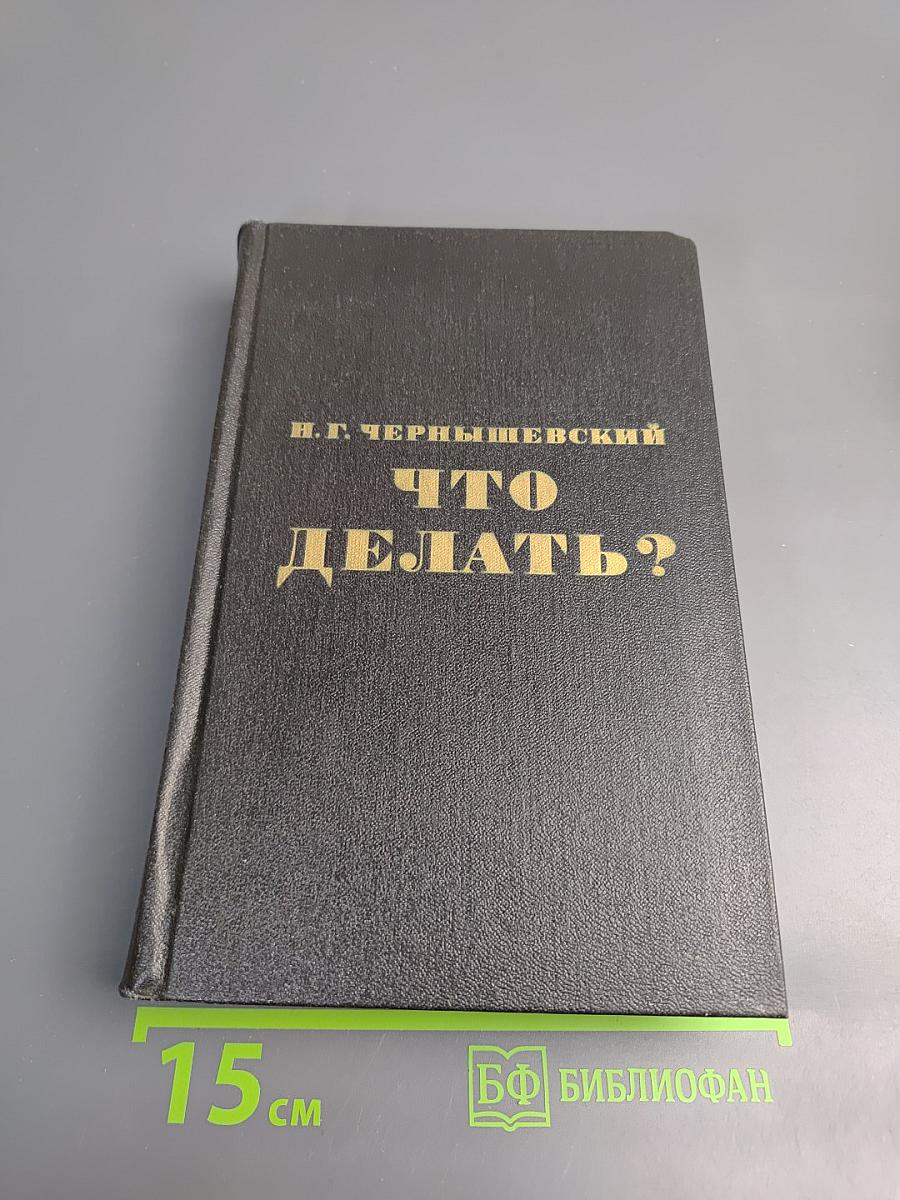 Н. Г. ЧЕРНЫШЕВСКИЙ
ЧТО
ДЕЛАТЬ?
15 см
БФ БИБЛИОФАН